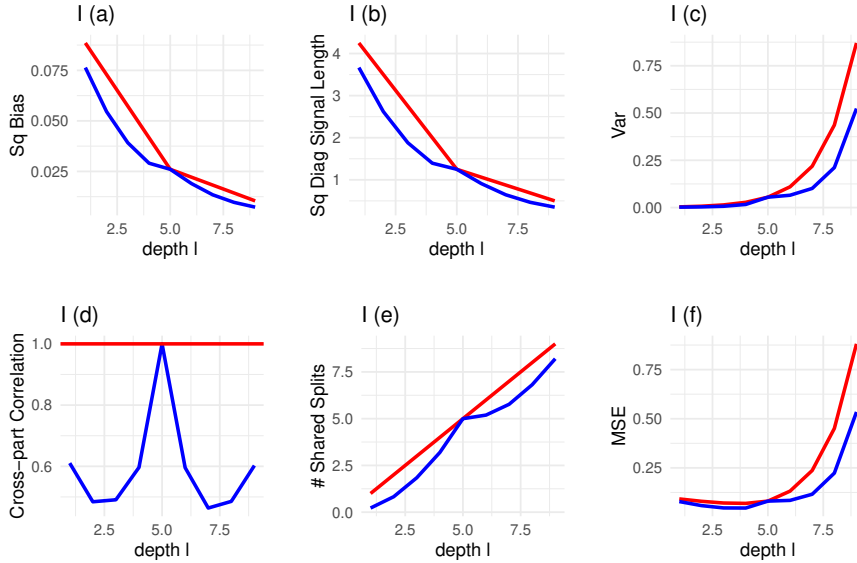 I (a)
Sq Bias
0.075
0.050
0.025
2.5 5.0 7.5
depth l
I (b)
Sq Diag Signal Length
4
3
2
1
2.5 5.0 7.5
depth l
I (c)
Var
0.75
0.50
0.25
0.00
2.5 5.0 7.5
depth l
I (d)
Cross−part Correlation
1.0
0.8
0.6
2.5 5.0 7.5
depth l
I (e)
# Shared Splits
7.5
5.0
2.5
0.0
2.5 5.0 7.5
depth l
I (f)
MSE
0.75
0.50
0.25
2.5 5.0 7.5
depth l